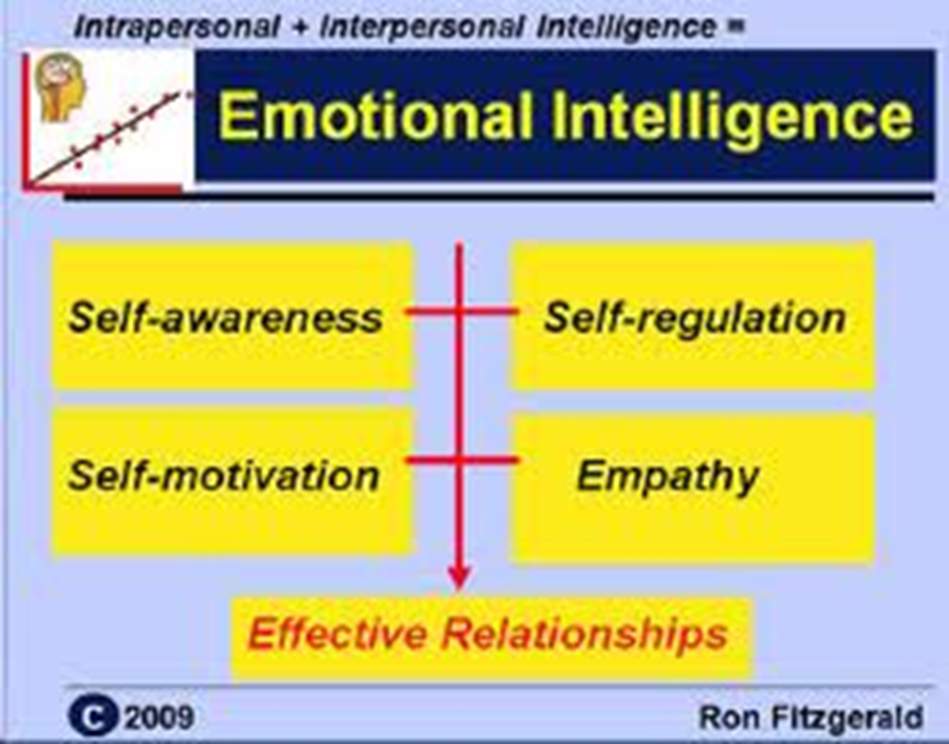 Intrapersonal + Interpersonal Intelligence =
Emotional Intelligence
Self-awareness
Self-regulation
Self-motivation
Empathy
Effective Relationships
© 2009
Ron Fitzgerald